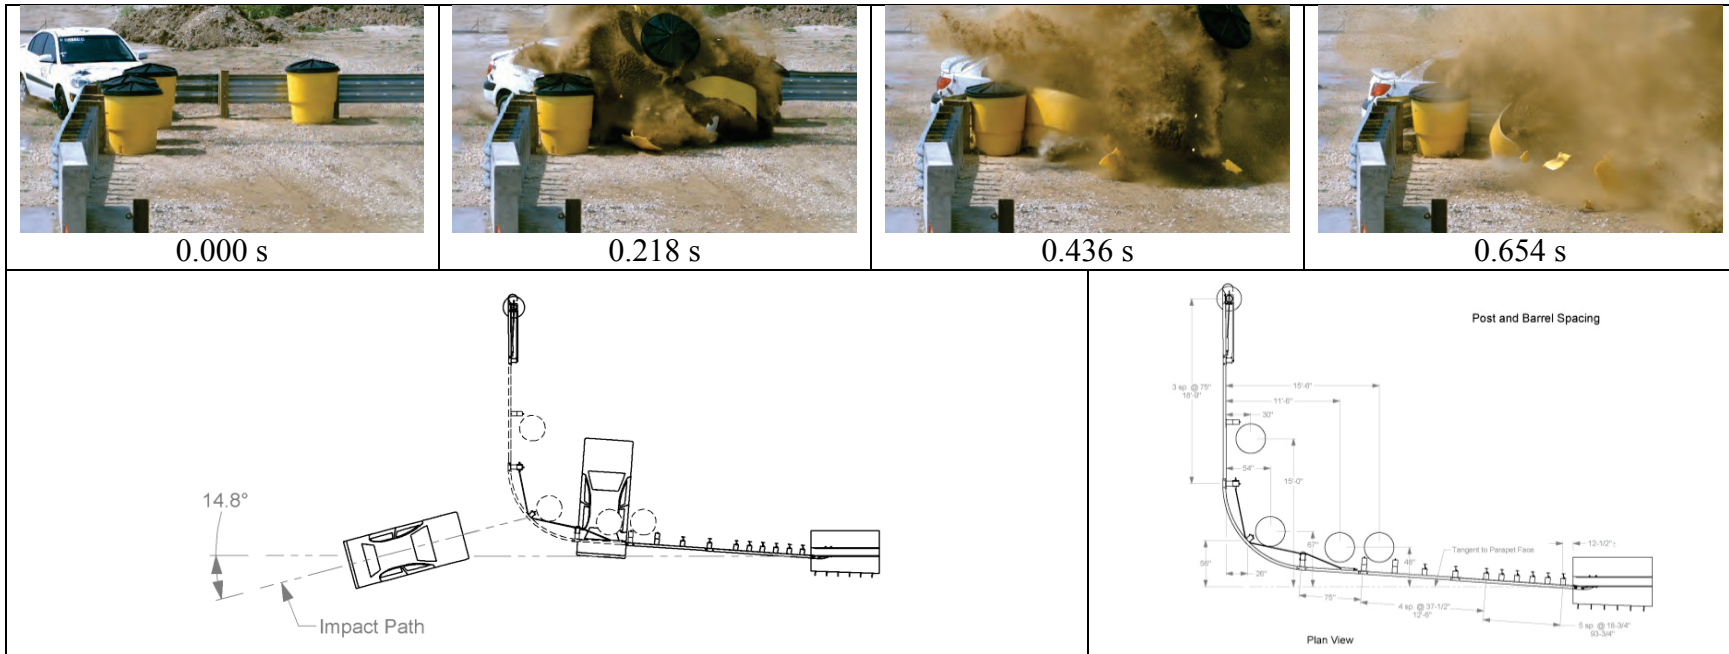 0.000 s
0.218 s
0.436 s
0.654 s
14.8°
Impact Path
Post and Barrel Spacing
15'-6"
3 sp. @ 75"
18'-9"
11'-6"
30"
54"
15'-0"
67"
Tangent to Parapet Face
12-1/2"
56"
48"
26"
75"
4 sp. @ 37-1/2"
12'-6"
5 sp. @ 18-3/4"
93-3/4"
Plan View